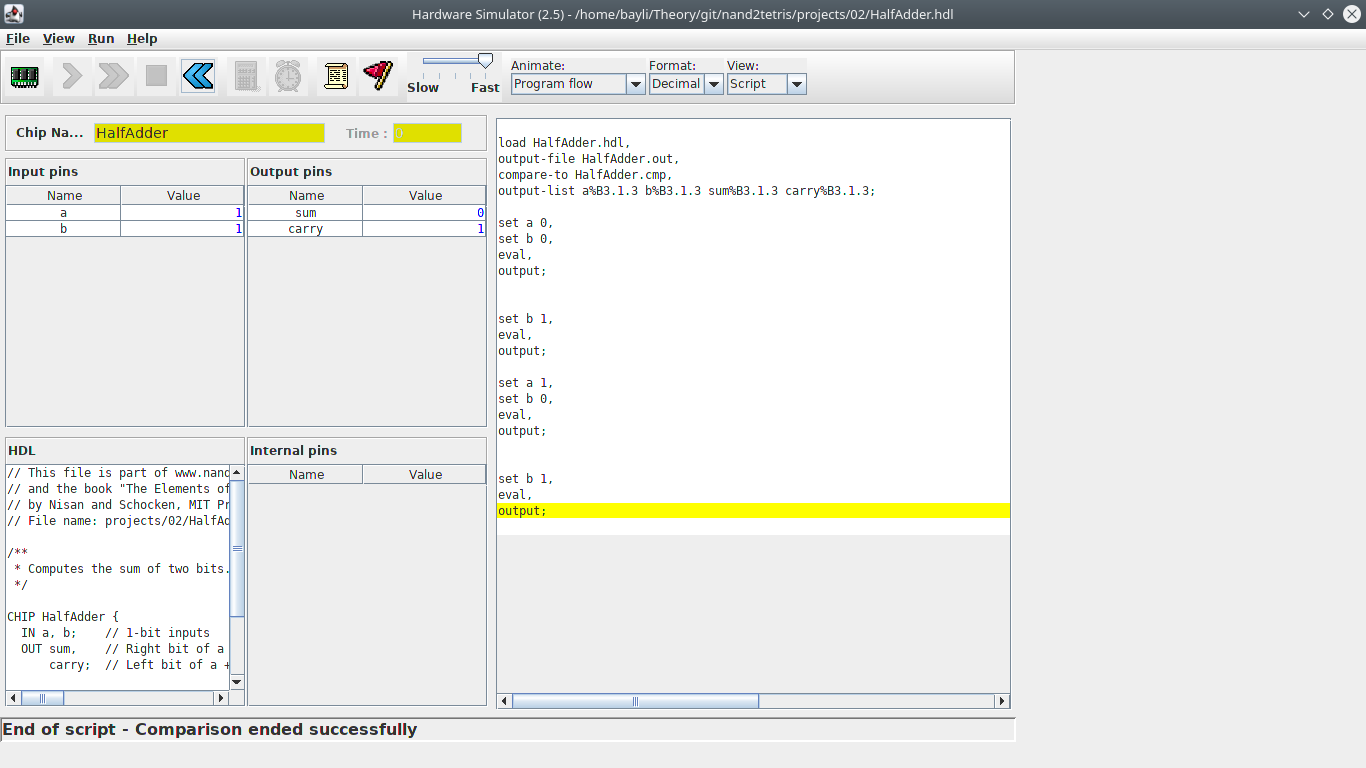 Hardware Simulator (2.5) - /home/bayli/Theory/git/nand2tetris/projects/02/HalfAdder.hdl
File View Run Help
Slow Fast
Animate: Format: View:
Program flow Decimal Script
Chip Na... HalfAdder Time : 0
Input pins
Name Value
a 1
b 1
Output pins
Name Value
sum 0
carry 1
HDL
// This file is part of www.nand
// and the book "The Elements of
// by Nisan and Schocken, MIT Pr
// File name: projects/02/HalfAd
/**
* Computes the sum of two bits.
*/
CHIP HalfAdder {
IN a, b; // 1-bit inputs
OUT sum, // Right bit of a
carry; // Left bit of a +
Internal pins
Name Value
load HalfAdder.hdl,
output-file HalfAdder.out,
compare-to HalfAdder.cmp,
output-list a%B3.1.3 b%B3.1.3 sum%B3.1.3 carry%B3.1.3;
set a 0,
set b 0,
eval,
output;
set b 1,
eval,
output;
set a 1,
set b 0,
eval,
output;
set b 1,
eval,
output;
End of script - Comparison ended successfully